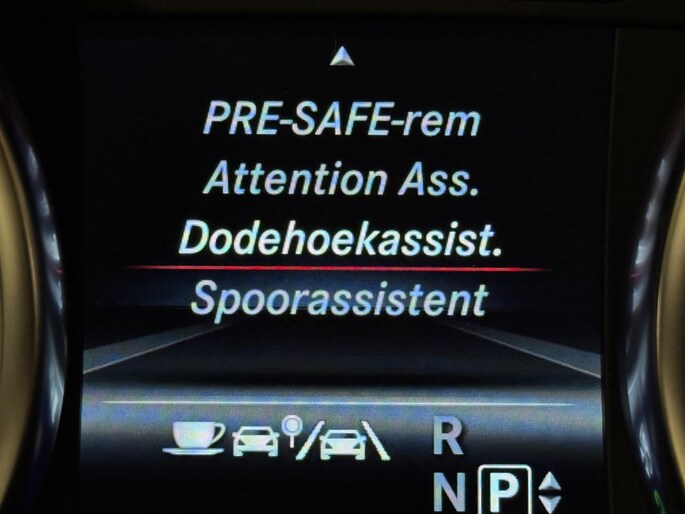 PRE-SAFE-rem
Attention Ass.
Dodehoekassist.
Spoorassistent
R
N P